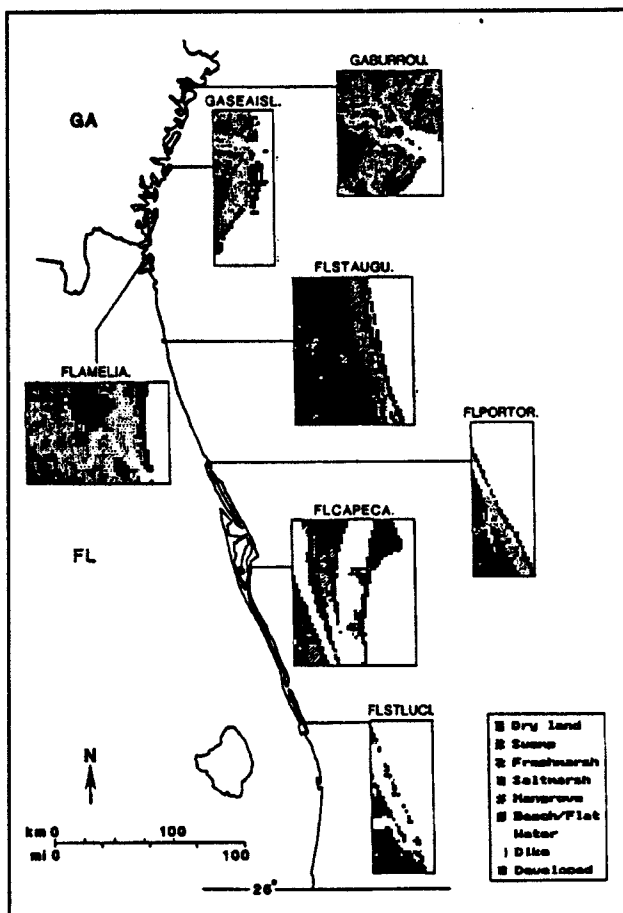 GABURROU.
GASEAISL.
GA
FLSTAUGU.
FLAMELIA.
FLPORTOR.
FLCAPECA.
FL
FLSTLUCI.
N
km 0 100
mi 0 100
26°
Dry land
Swamp
Freshmarsh
Saltmarsh
Mangrove
Beach/Flat
Water
Dike
Developed